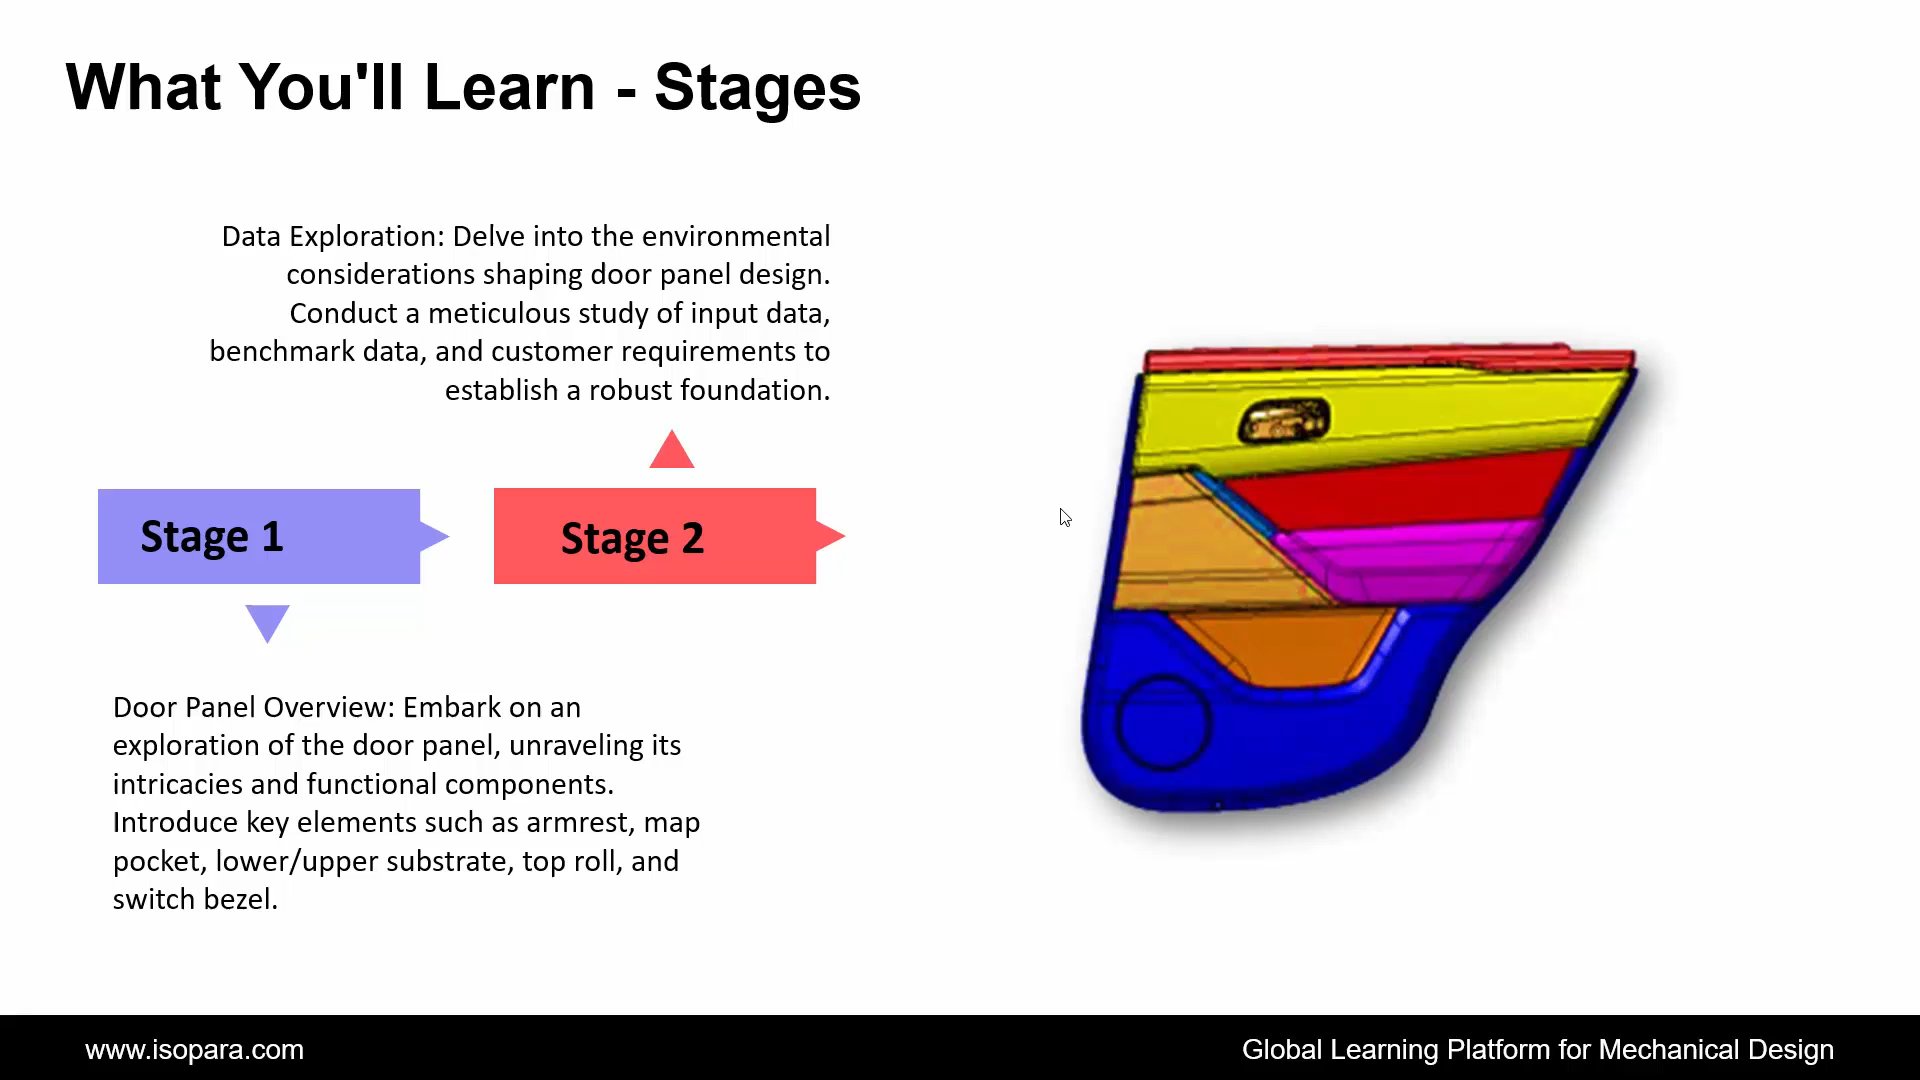 What You'll Learn - Stages
Data Exploration: Delve into the environmental
considerations shaping door panel design.
Conduct a meticulous study of input data,
benchmark data, and customer requirements to
establish a robust foundation.
Stage 1
Stage 2
Door Panel Overview: Embark on an
exploration of the door panel, unraveling its
intricacies and functional components.
Introduce key elements such as armrest, map
pocket, lower/upper substrate, top roll, and
switch bezel.
www.isopara.com
Global Learning Platform for Mechanical Design